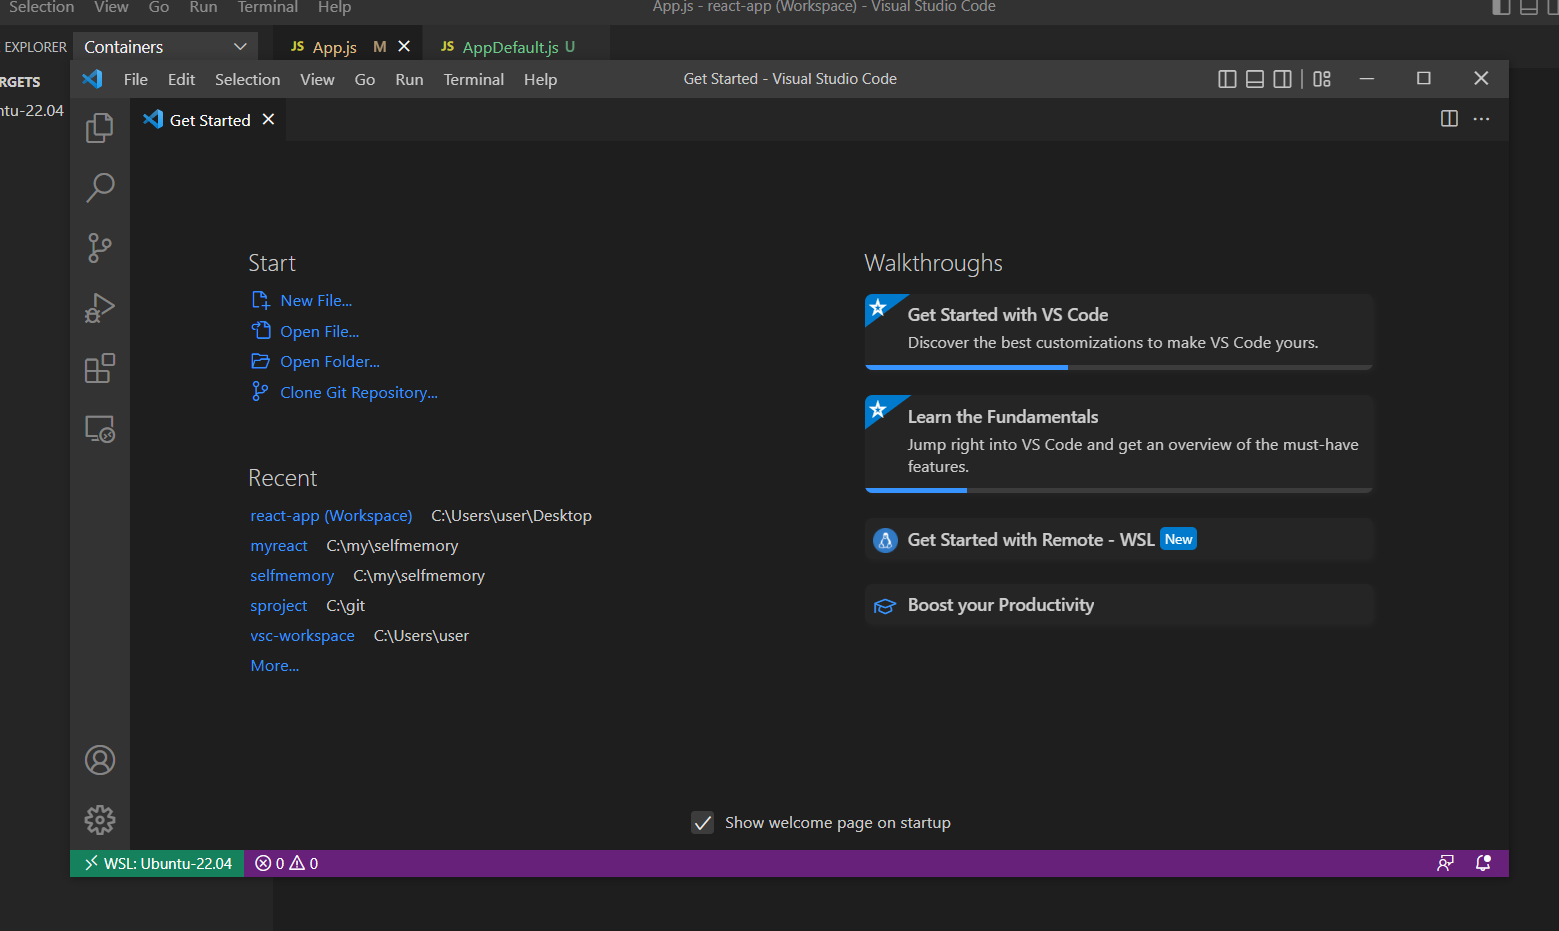 Selection View Go Run Terminal Help App.js - react-app (Workspace) - Visual Studio Code
EXPLORER Containers JS App.js M JS AppDefault.js U
File Edit Selection View Go Run Terminal Help Get Started - Visual Studio Code
Get Started
Start
New File...
Open File...
Open Folder...
Clone Git Repository...
Recent
react-app (Workspace) C:\Users\user\Desktop
myreact C:\my\selfmemory
selfmemory C:\my\selfmemory
sproject C:\git
vsc-workspace C:\Users\user
More...
Walkthroughs
Get Started with VS Code
Discover the best customizations to make VS Code yours.
Learn the Fundamentals
Jump right into VS Code and get an overview of the must-have
features.
Get Started with Remote - WSL New
Boost your Productivity
Show welcome page on startup
WSL: Ubuntu-22.04 0 0
RGETS
ntu-22.04